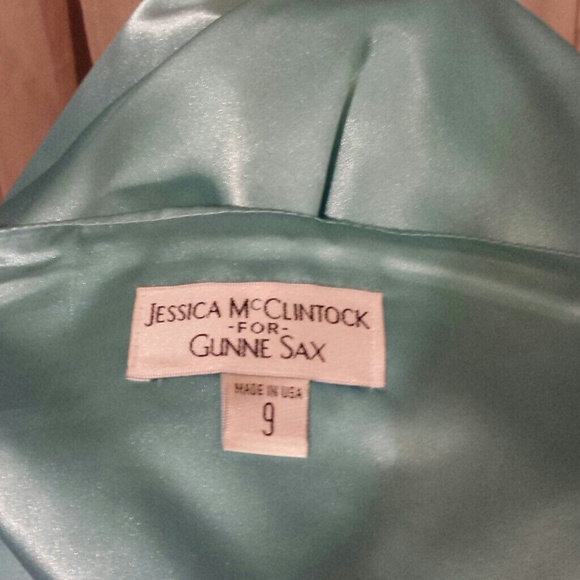 JESSICA MCCLINTOCK
-FOR-
GUNNE SAX
MADE IN USA
9